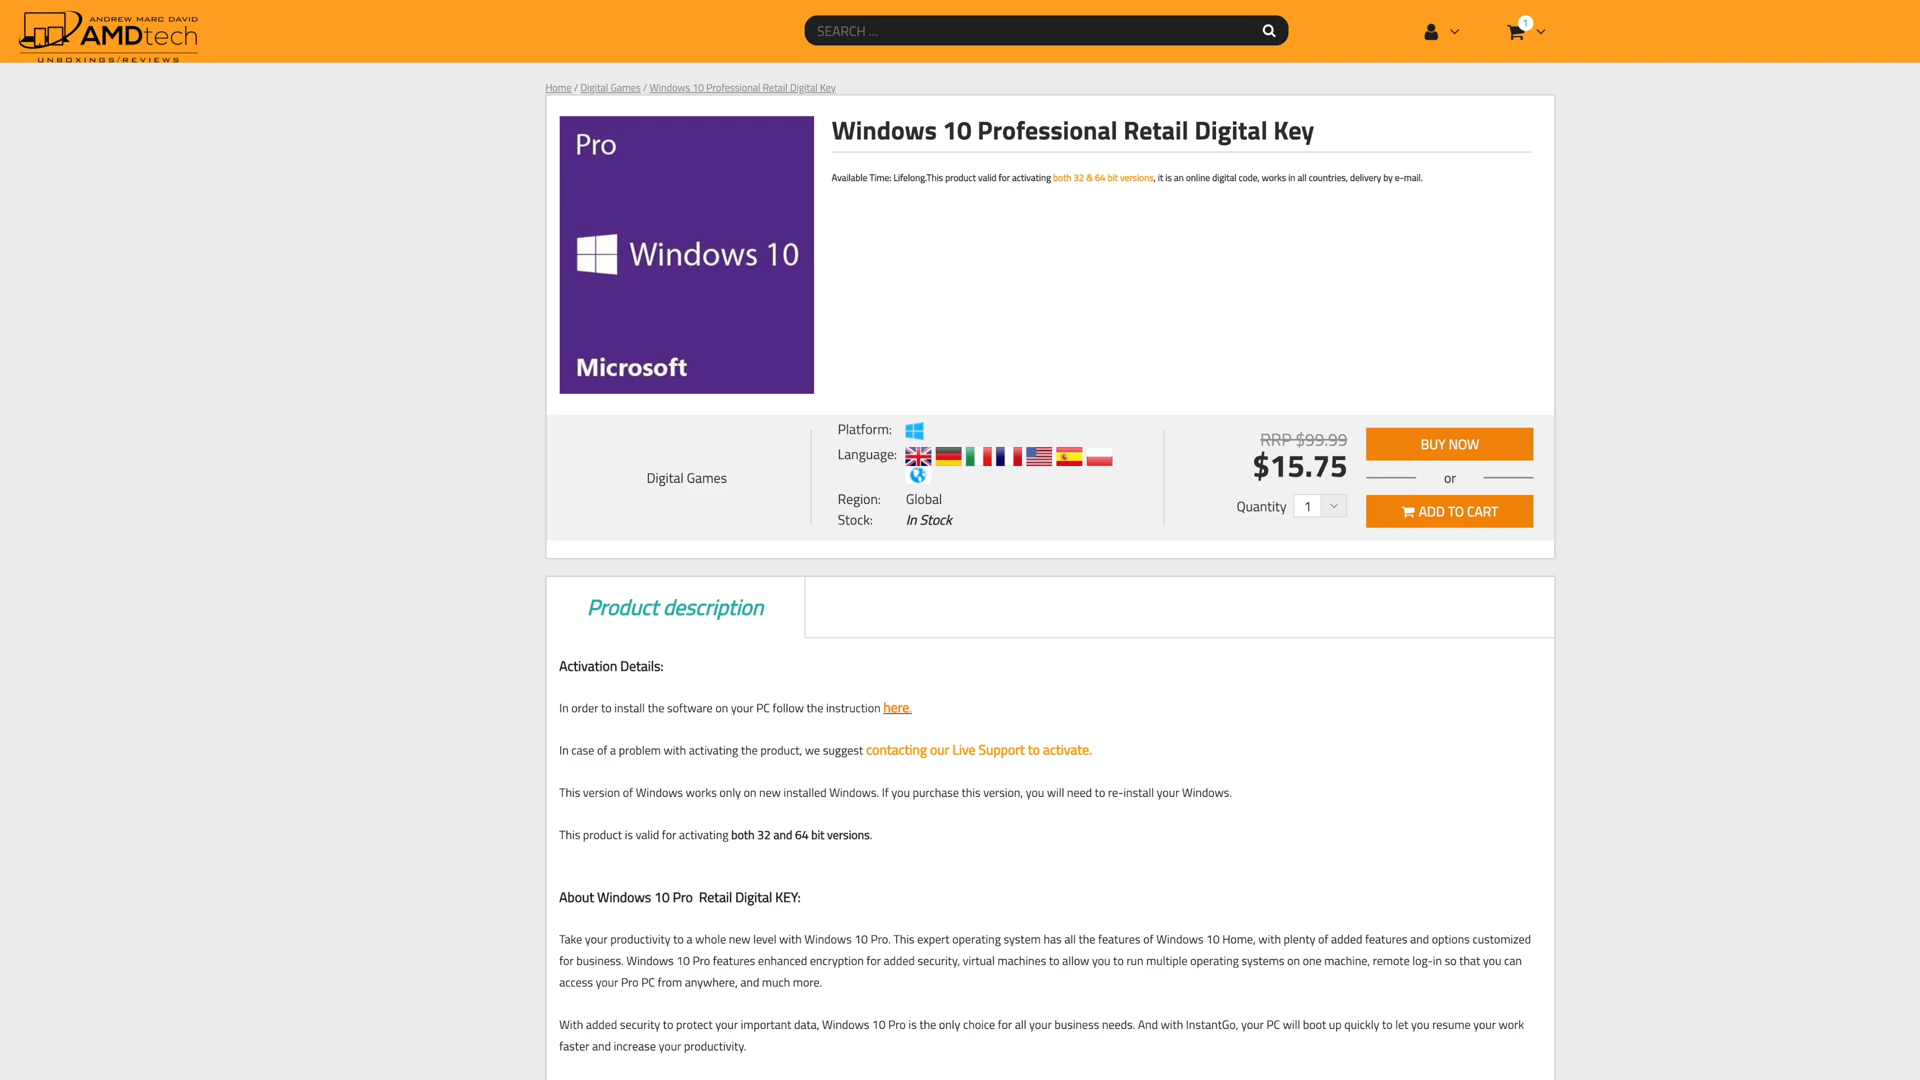 ANDREW MARC DAVID
AMDtech
UNBOXINGS/REVIEWS
SEARCH ...
1
Home / Digital Games / Windows 10 Professional Retail Digital Key
Pro
Windows 10
Microsoft
Windows 10 Professional Retail Digital Key
Available Time: Lifelong.This product valid for activating both 32 & 64 bit versions, it is an online digital code, works in all countries, delivery by e-mail.
Digital Games
Platform:
Language:
Region: Global
Stock: In Stock
RRP $99.99
$15.75
Quantity 1
BUY NOW
or
ADD TO CART
Product description
Activation Details:
In order to install the software on your PC follow the instruction here.
In case of a problem with activating the product, we suggest contacting our Live Support to activate.
This version of Windows works only on new installed Windows. If you purchase this version, you will need to re-install your Windows.
This product is valid for activating both 32 and 64 bit versions.
About Windows 10 Pro Retail Digital KEY:
Take your productivity to a whole new level with Windows 10 Pro. This expert operating system has all the features of Windows 10 Home, with plenty of added features and options customized
for business. Windows 10 Pro features enhanced encryption for added security, virtual machines to allow you to run multiple operating systems on one machine, remote log-in so that you can
access your Pro PC from anywhere, and much more.
With added security to protect your important data, Windows 10 Pro is the only choice for all your business needs. And with InstantGo, your PC will boot up quickly to let you resume your work
faster and increase your productivity.